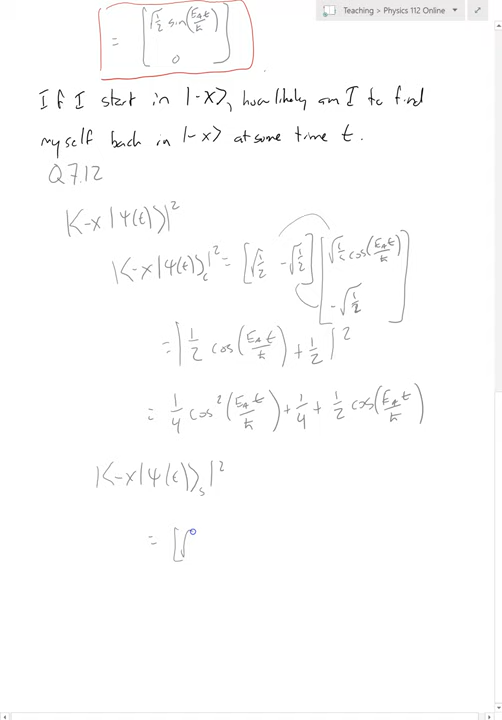 Teaching > Physics 112 Online
= [√½ sin(E_A t/ħ)
0]
If I start in |-x>, how likely am I to find
myself back in |-x> at some time t.
Q7.12
|<-x|Ψ(t)>|²
|<-x|Ψ(t)>_c|² = [√½ -√½] [√½ cos(E_A t/ħ)
-√½]
= |½ cos(E_A t/ħ) + ½|²
= ¼ cos²(E_A t/ħ) + ¼ + ½ cos(E_A t/ħ)
|<-x|Ψ(t)>_s|²
= [√